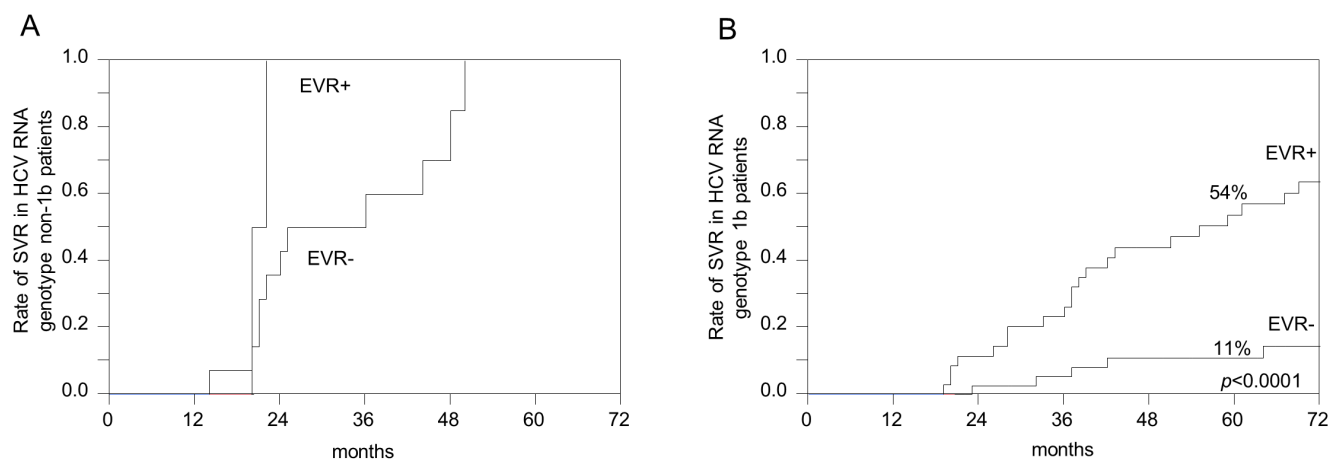 A
Rate of SVR in HCV RNA
genotype non-1b patients
1.0
0.8
0.6
0.4
0.2
0.0
EVR+
EVR-
0 12 24 36 48 60 72
months
B
Rate of SVR in HCV RNA
genotype 1b patients
1.0
0.8
0.6
0.4
0.2
0.0
EVR+
54%
EVR-
11%
p<0.0001
0 12 24 36 48 60 72
months